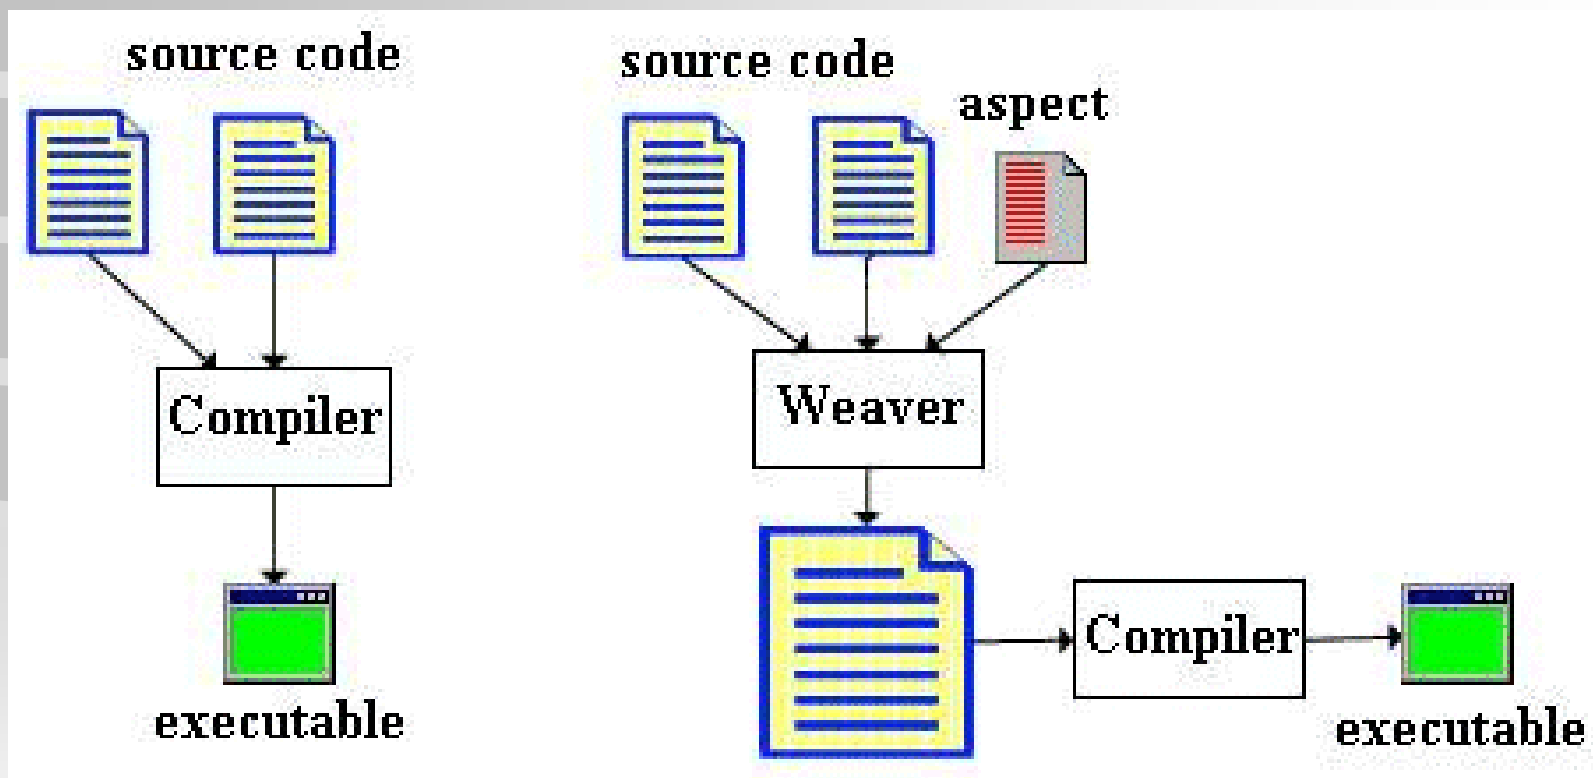 source code
Compiler
executable
source code
aspect
Weaver
Compiler
executable